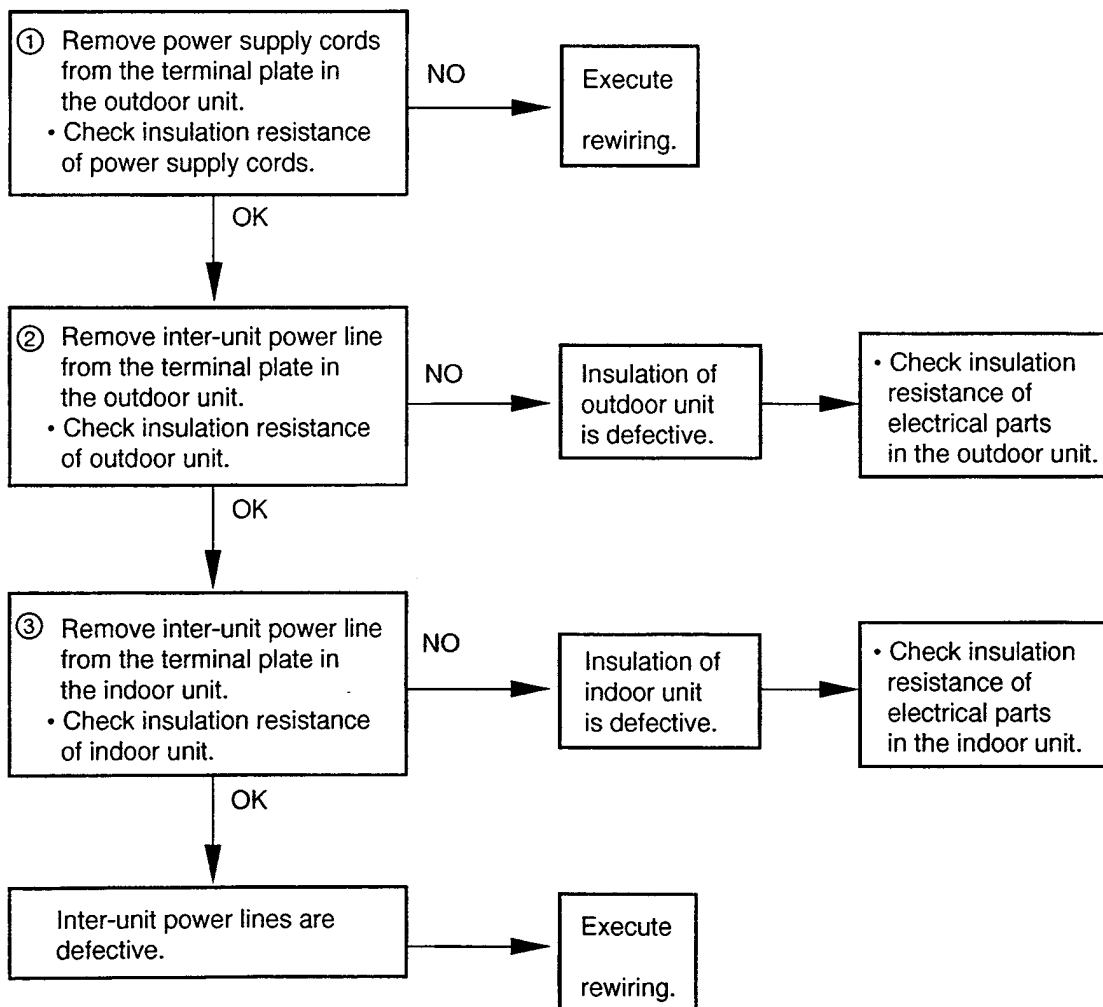 ① Remove power supply cords
from the terminal plate in
the outdoor unit.
• Check insulation resistance
of power supply cords.
NO
Execute
rewiring.
OK
② Remove inter-unit power line
from the terminal plate in
the outdoor unit.
• Check insulation resistance
of outdoor unit.
NO
Insulation of
outdoor unit
is defective.
• Check insulation
resistance of
electrical parts
in the outdoor unit.
OK
③ Remove inter-unit power line
from the terminal plate in
the indoor unit.
• Check insulation resistance
of indoor unit.
NO
Insulation of
indoor unit
is defective.
• Check insulation
resistance of
electrical parts
in the indoor unit.
OK
Inter-unit power lines are
defective.
Execute
rewiring.